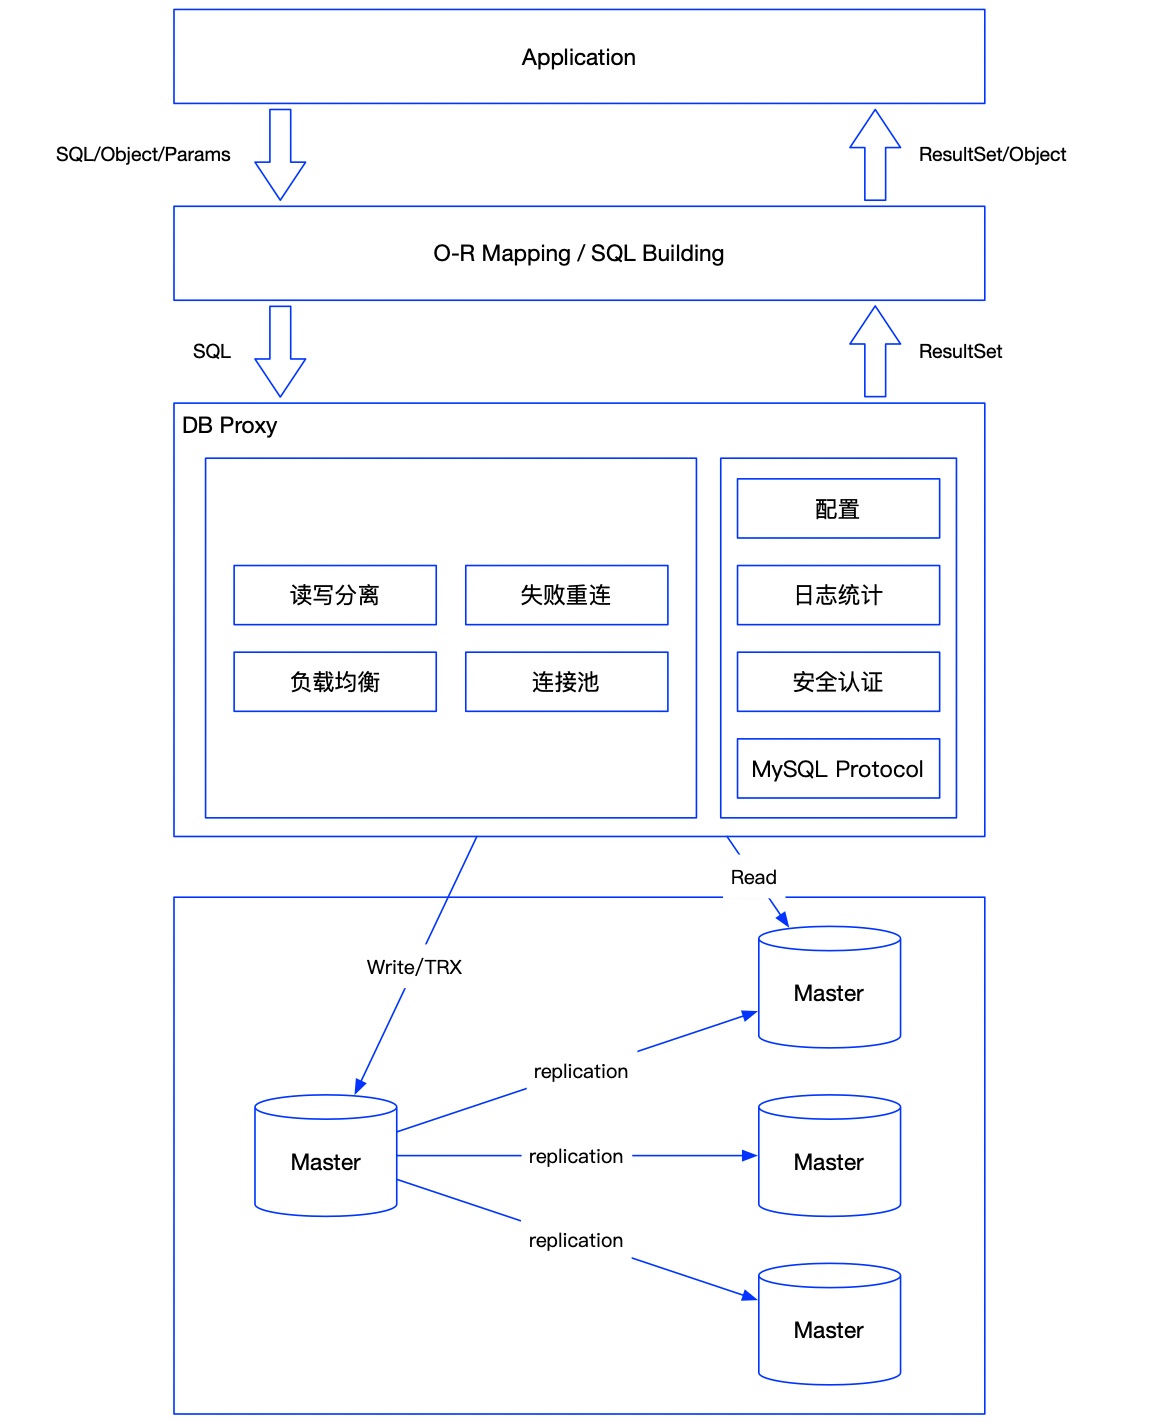 Application
SQL/Object/Params
ResultSet/Object
O-R Mapping / SQL Building
SQL
ResultSet
DB Proxy
读写分离
失败重连
负载均衡
连接池
配置
日志统计
安全认证
MySQL Protocol
Read
Write/TRX
Master
replication
Master
replication
Master
replication
Master